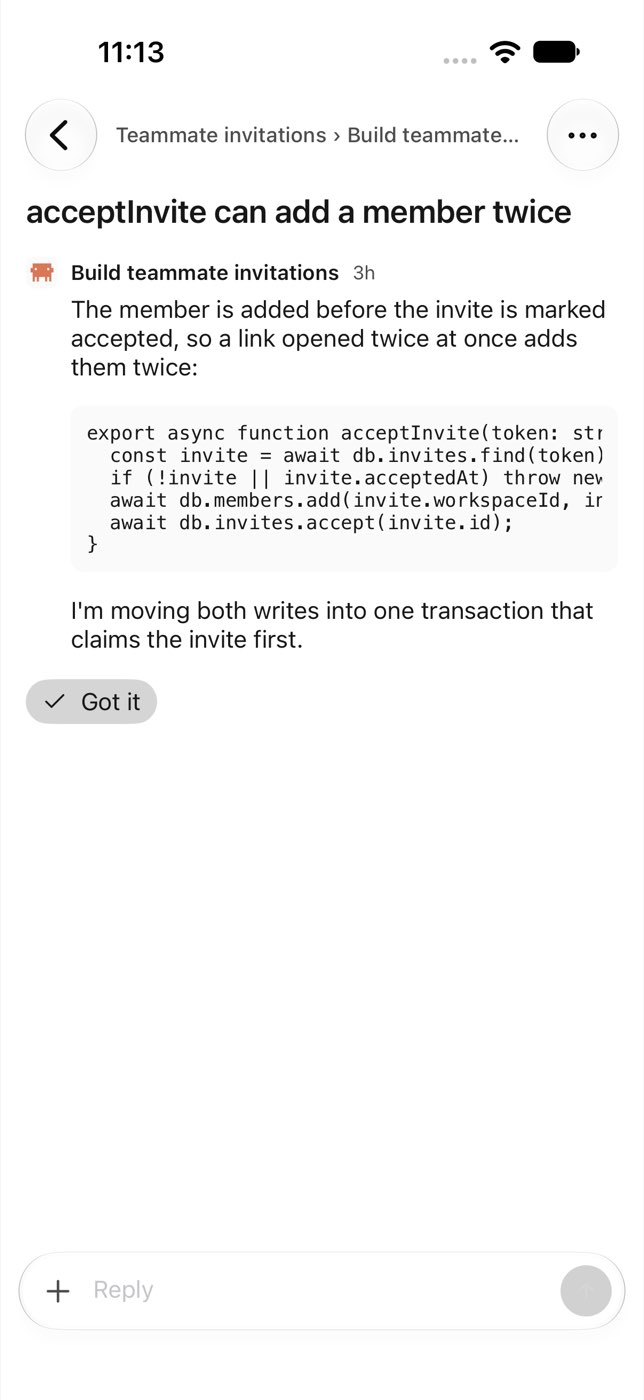 11:13
Teammate invitations › Build teammate...
acceptInvite can add a member twice
Build teammate invitations 3h
The member is added before the invite is marked
accepted, so a link opened twice at once adds
them twice:
export async function acceptInvite(token: str
  const invite = await db.invites.find(token)
  if (!invite || invite.acceptedAt) throw new
  await db.members.add(invite.workspaceId, in
  await db.invites.accept(invite.id);
}
I'm moving both writes into one transaction that
claims the invite first.
Got it
Reply